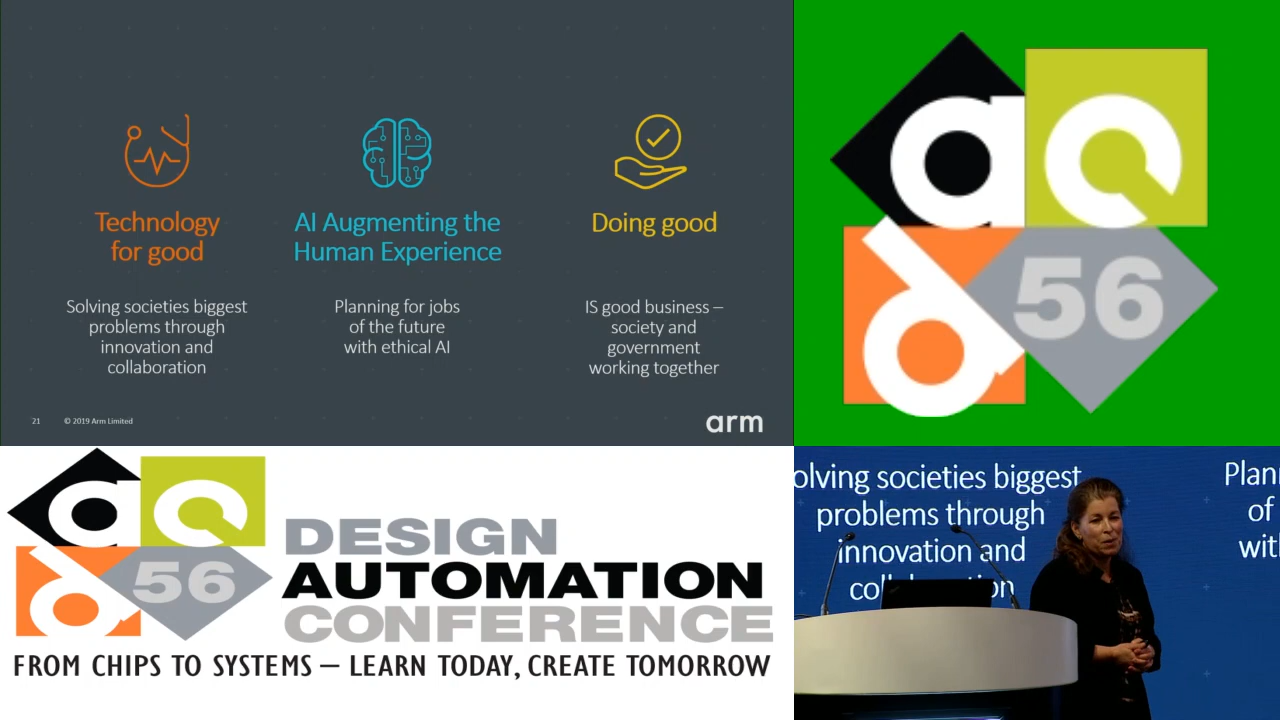 Technology
for good
Solving societies biggest
problems through
innovation and
collaboration
AI Augmenting the
Human Experience
Planning for jobs
of the future
with ethical AI
Doing good
IS good business –
society and
government
working together
21 © 2019 Arm Limited
arm
dac
56
dac
56
DESIGN
AUTOMATION
CONFERENCE
FROM CHIPS TO SYSTEMS — LEARN TODAY, CREATE TOMORROW
olving societies biggest
problems through
innovation and
Plan
of
wit